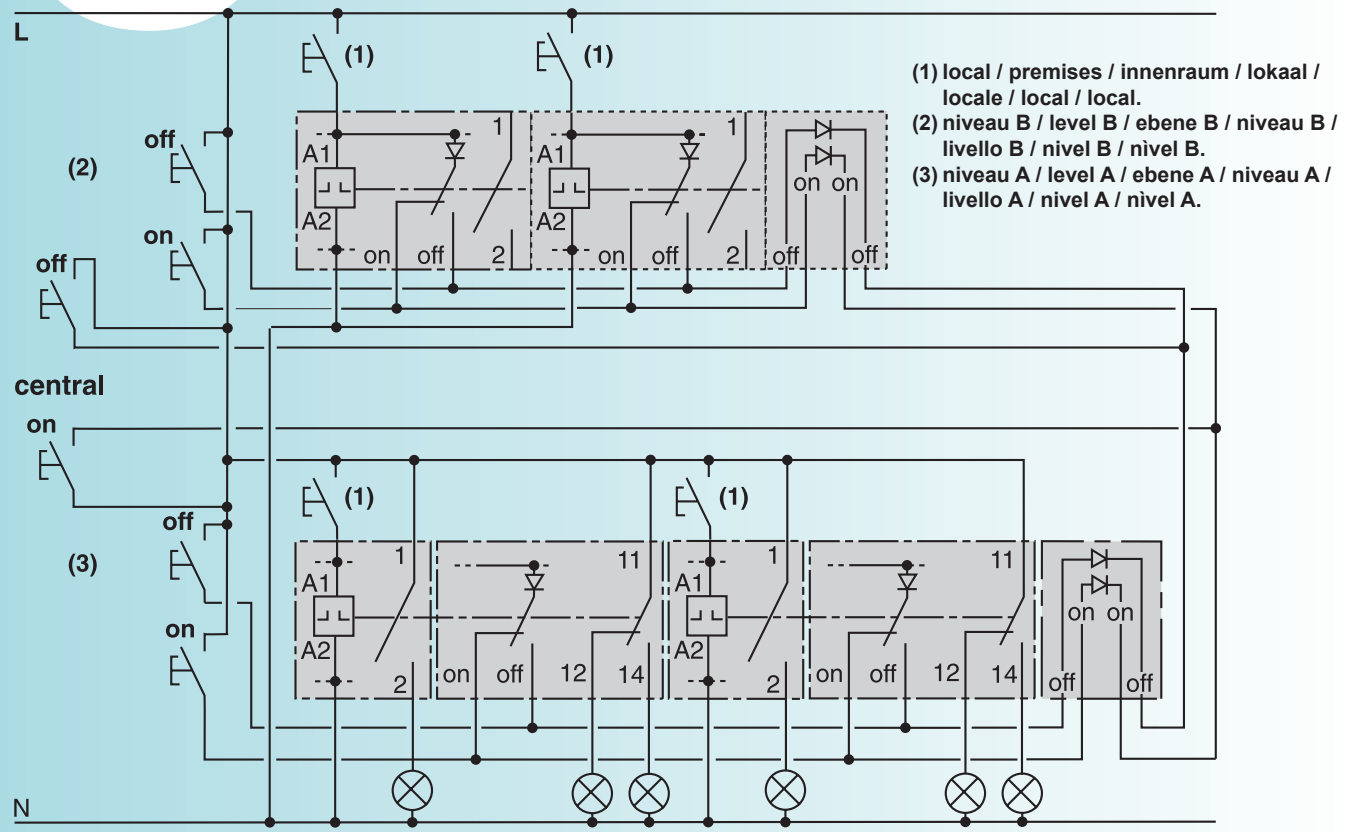 L
(1)
(1)
(1) local / premises / innenraum / lokaal /
locale / local / local.
(2) niveau B / level B / ebene B / niveau B /
livello B / nivel B / nìvel B.
(3) niveau A / level A / ebene A / niveau A /
livello A / nivel A / nìvel A.
off
(2)
1
1
A1
A1
on on
A2
A2
on
off
on off 2
on off 2
off off
central
on
(1)
(1)
off
(3)
1
11
1
11
A1
A1
on on
on
A2
A2
2
on off 12 14
2
on off 12 14
off off
N